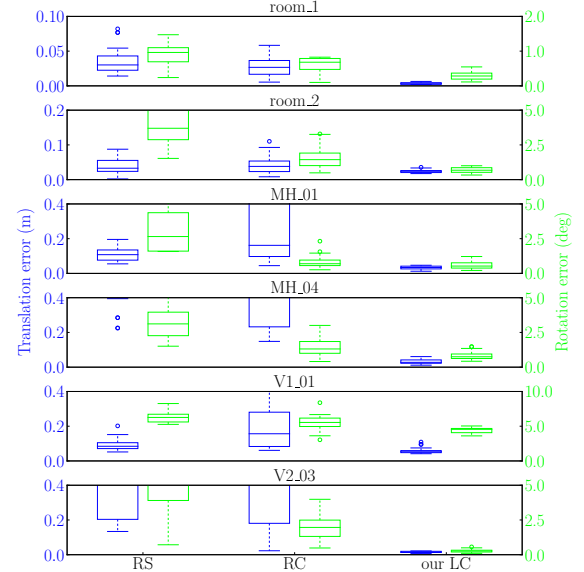 room_1
0.10 2.0
0.05 1.0
0.0 0.0
room_2
0.2 5.0
0.1 2.5
0.0 0.0
MH_01
0.4 5.0
0.2 2.5
0.0 0.0
MH_04
0.4 5.0
0.2 2.5
0.0 0.0
V1_01
0.4 10.0
0.2 5.0
0.0 0.0
V2_03
0.4 5.0
0.2 2.5
0.0 0.0
RS RC our LC
Translation error (m)
Rotation error (deg)